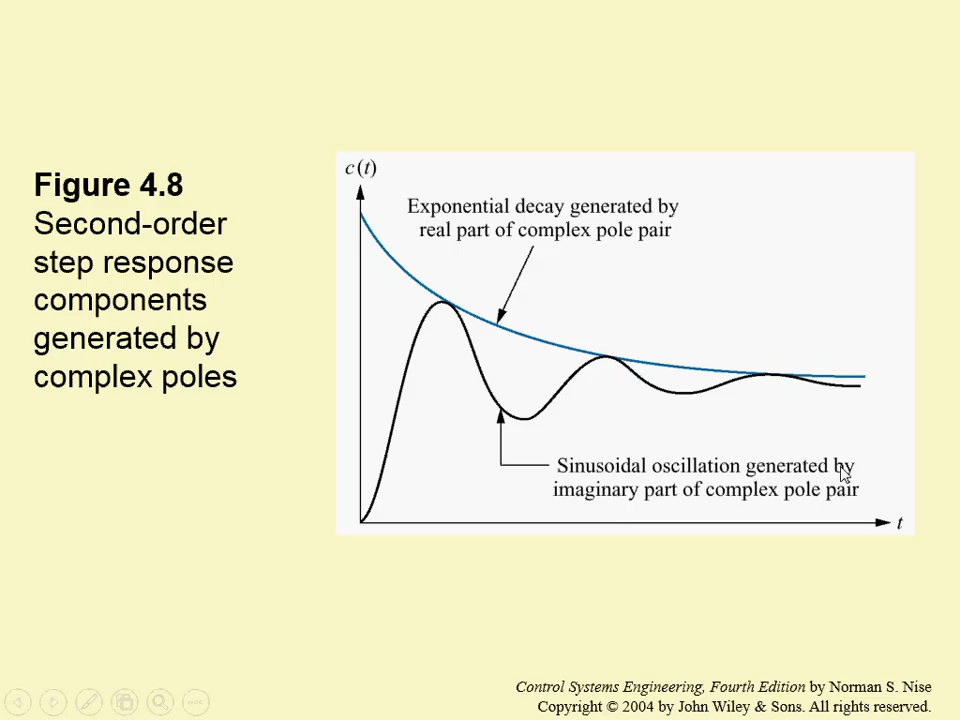 Figure 4.8
Second-order
step response
components
generated by
complex poles
c(t)
Exponential decay generated by
real part of complex pole pair
Sinusoidal oscillation generated by
imaginary part of complex pole pair
t
Control Systems Engineering, Fourth Edition by Norman S. Nise
Copyright © 2004 by John Wiley & Sons. All rights reserved.